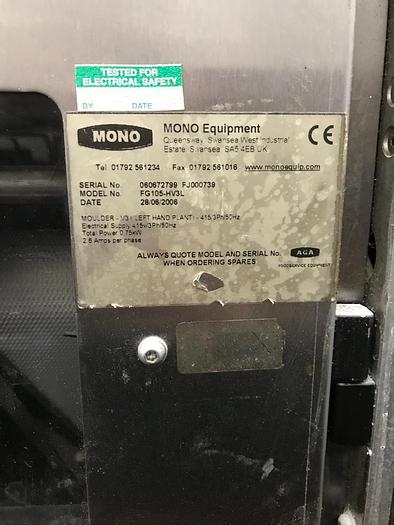 TESTED FOR
ELECTRICAL SAFETY
BY DATE
MONO
MONO Equipment
Queensway, Swansea West Industrial
Estate, Swansea. SA5 4EB UK
CE
Tel 01792 561234 Fax 01792 561016 www.monoequip.com
SERIAL No. 060672799 FJ000739
MODEL No. FG105-HV3L
DATE 28/06/2006
MOULDER - V3 - LEFT HAND PLANT - 415/3Ph/50Hz
Electrical Supply 415v/3Ph/50Hz
Total Power 0.75kW
2.8 Amps per phase
ALWAYS QUOTE MODEL AND SERIAL No.
WHEN ORDERING SPARES
AGA
FOODSERVICE EQUIPMENT